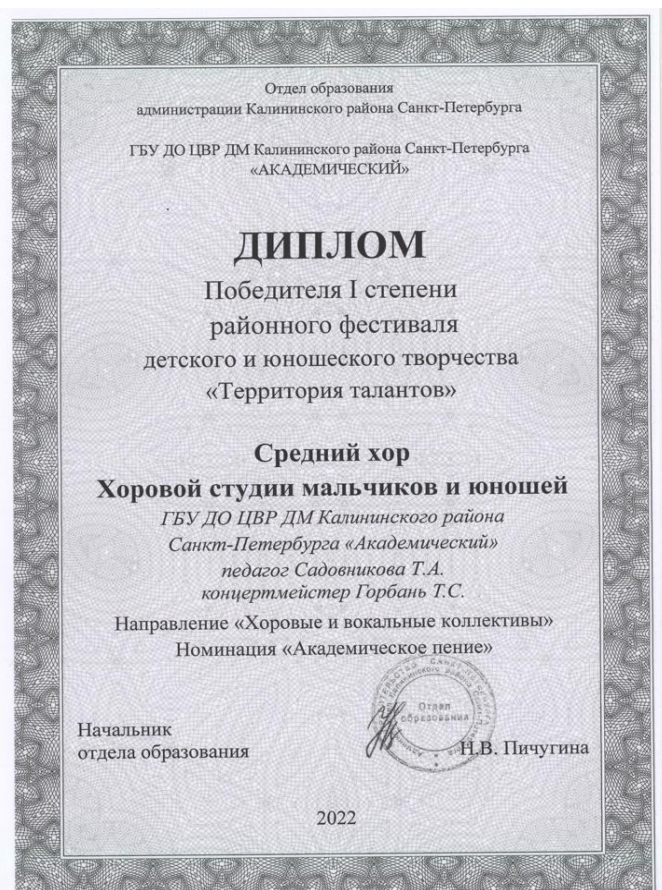 Отдел образования
администрации Калининского района Санкт-Петербурга
ГБУ ДО ЦВР ДМ Калининского района Санкт-Петербурга
«АКАДЕМИЧЕСКИЙ»
ДИПЛОМ
Победителя I степени
районного фестиваля
детского и юношеского творчества
«Территория талантов»
Средний хор
Хоровой студии мальчиков и юношей
ГБУ ДО ЦВР ДМ Калининского района
Санкт-Петербурга «Академический»
педагог Садовникова Т.А.
концертмейстер Горбань Т.С.
Направление «Хоровые и вокальные коллективы»
Номинация «Академическое пение»
Отдел
образования
Начальник
отдела образования
Н.В. Пичугина
2022